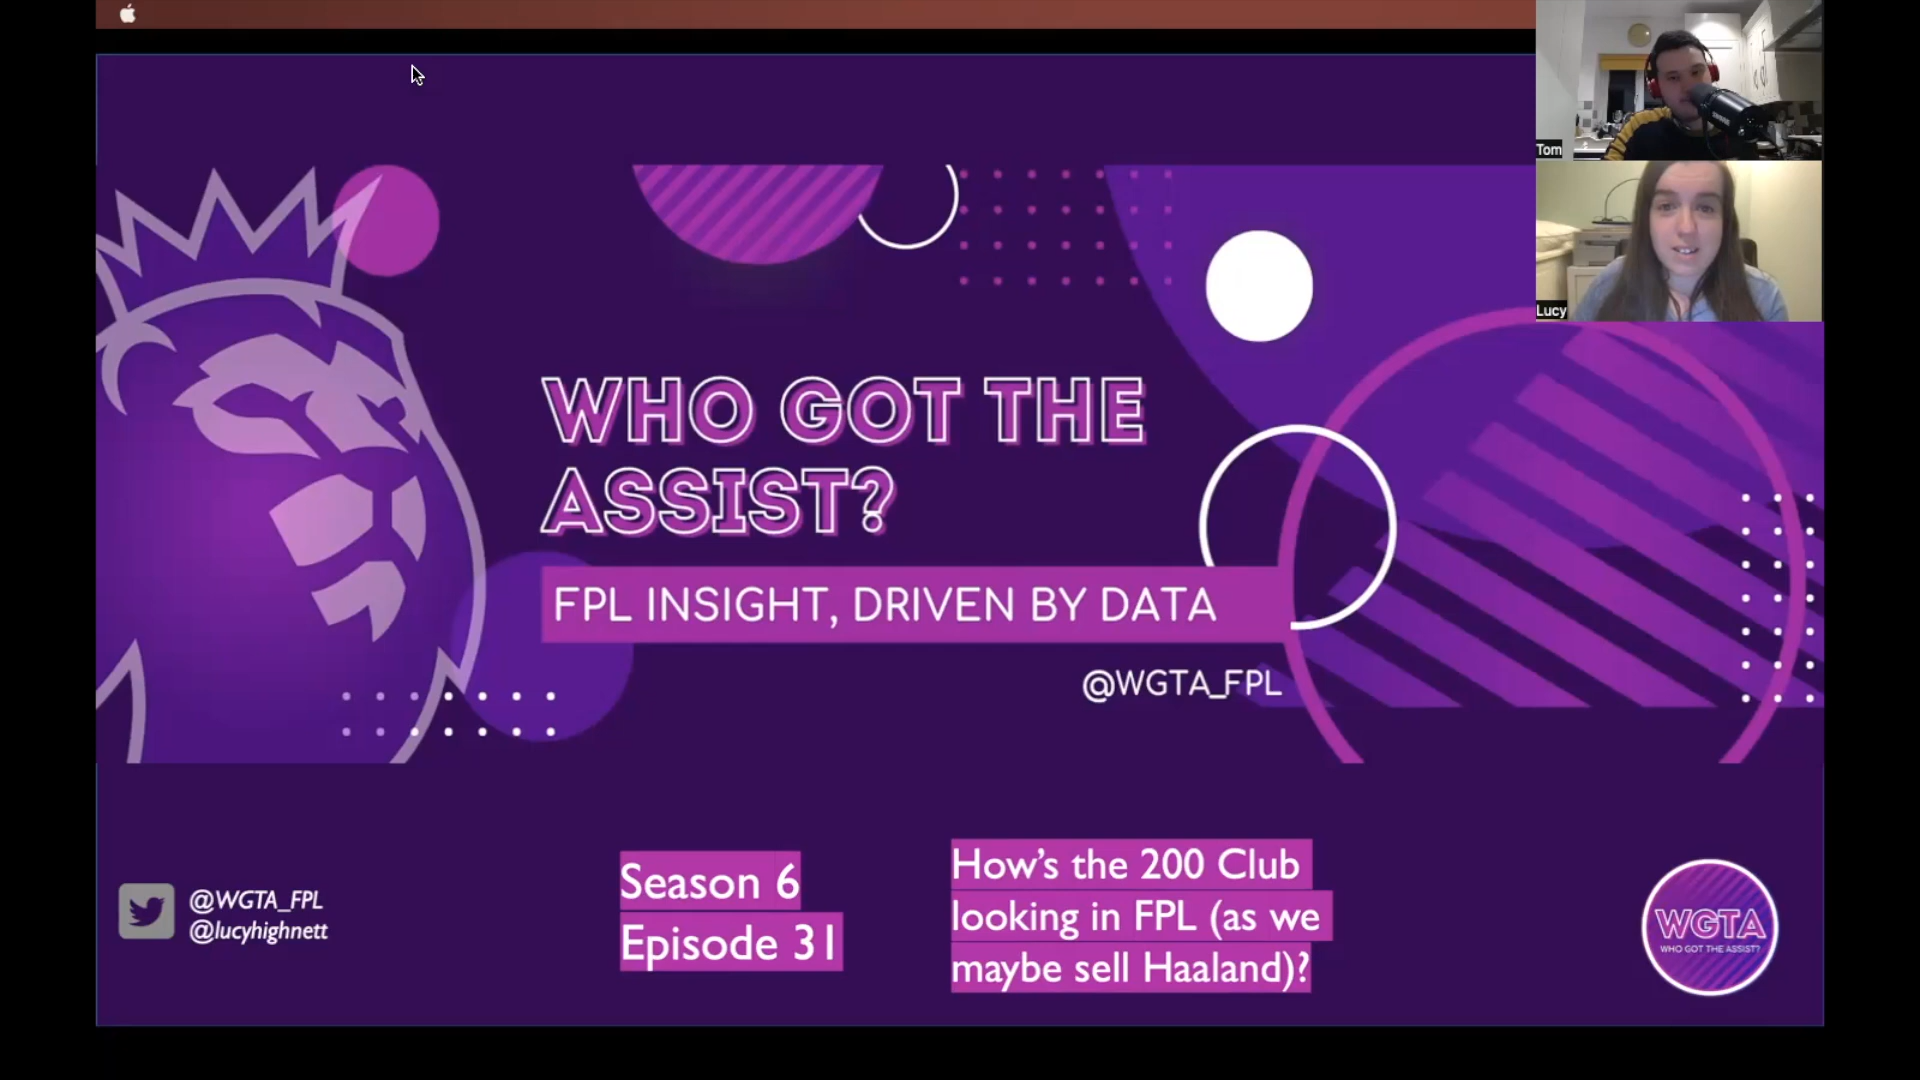 Tom
Lucy
WHO GOT THE
ASSIST?
FPL INSIGHT, DRIVEN BY DATA
@WGTA_FPL
@WGTA_FPL
@lucyhighnett
Season 6
Episode 31
How's the 200 Club
looking in FPL (as we
maybe sell Haaland)?
WGTA
WHO GOT THE ASSIST?